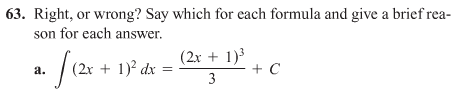 63. Right, or wrong? Say which for each formula and give a brief rea-
son for each answer.
a. ∫(2x + 1)² dx = (2x + 1)³/3 + C